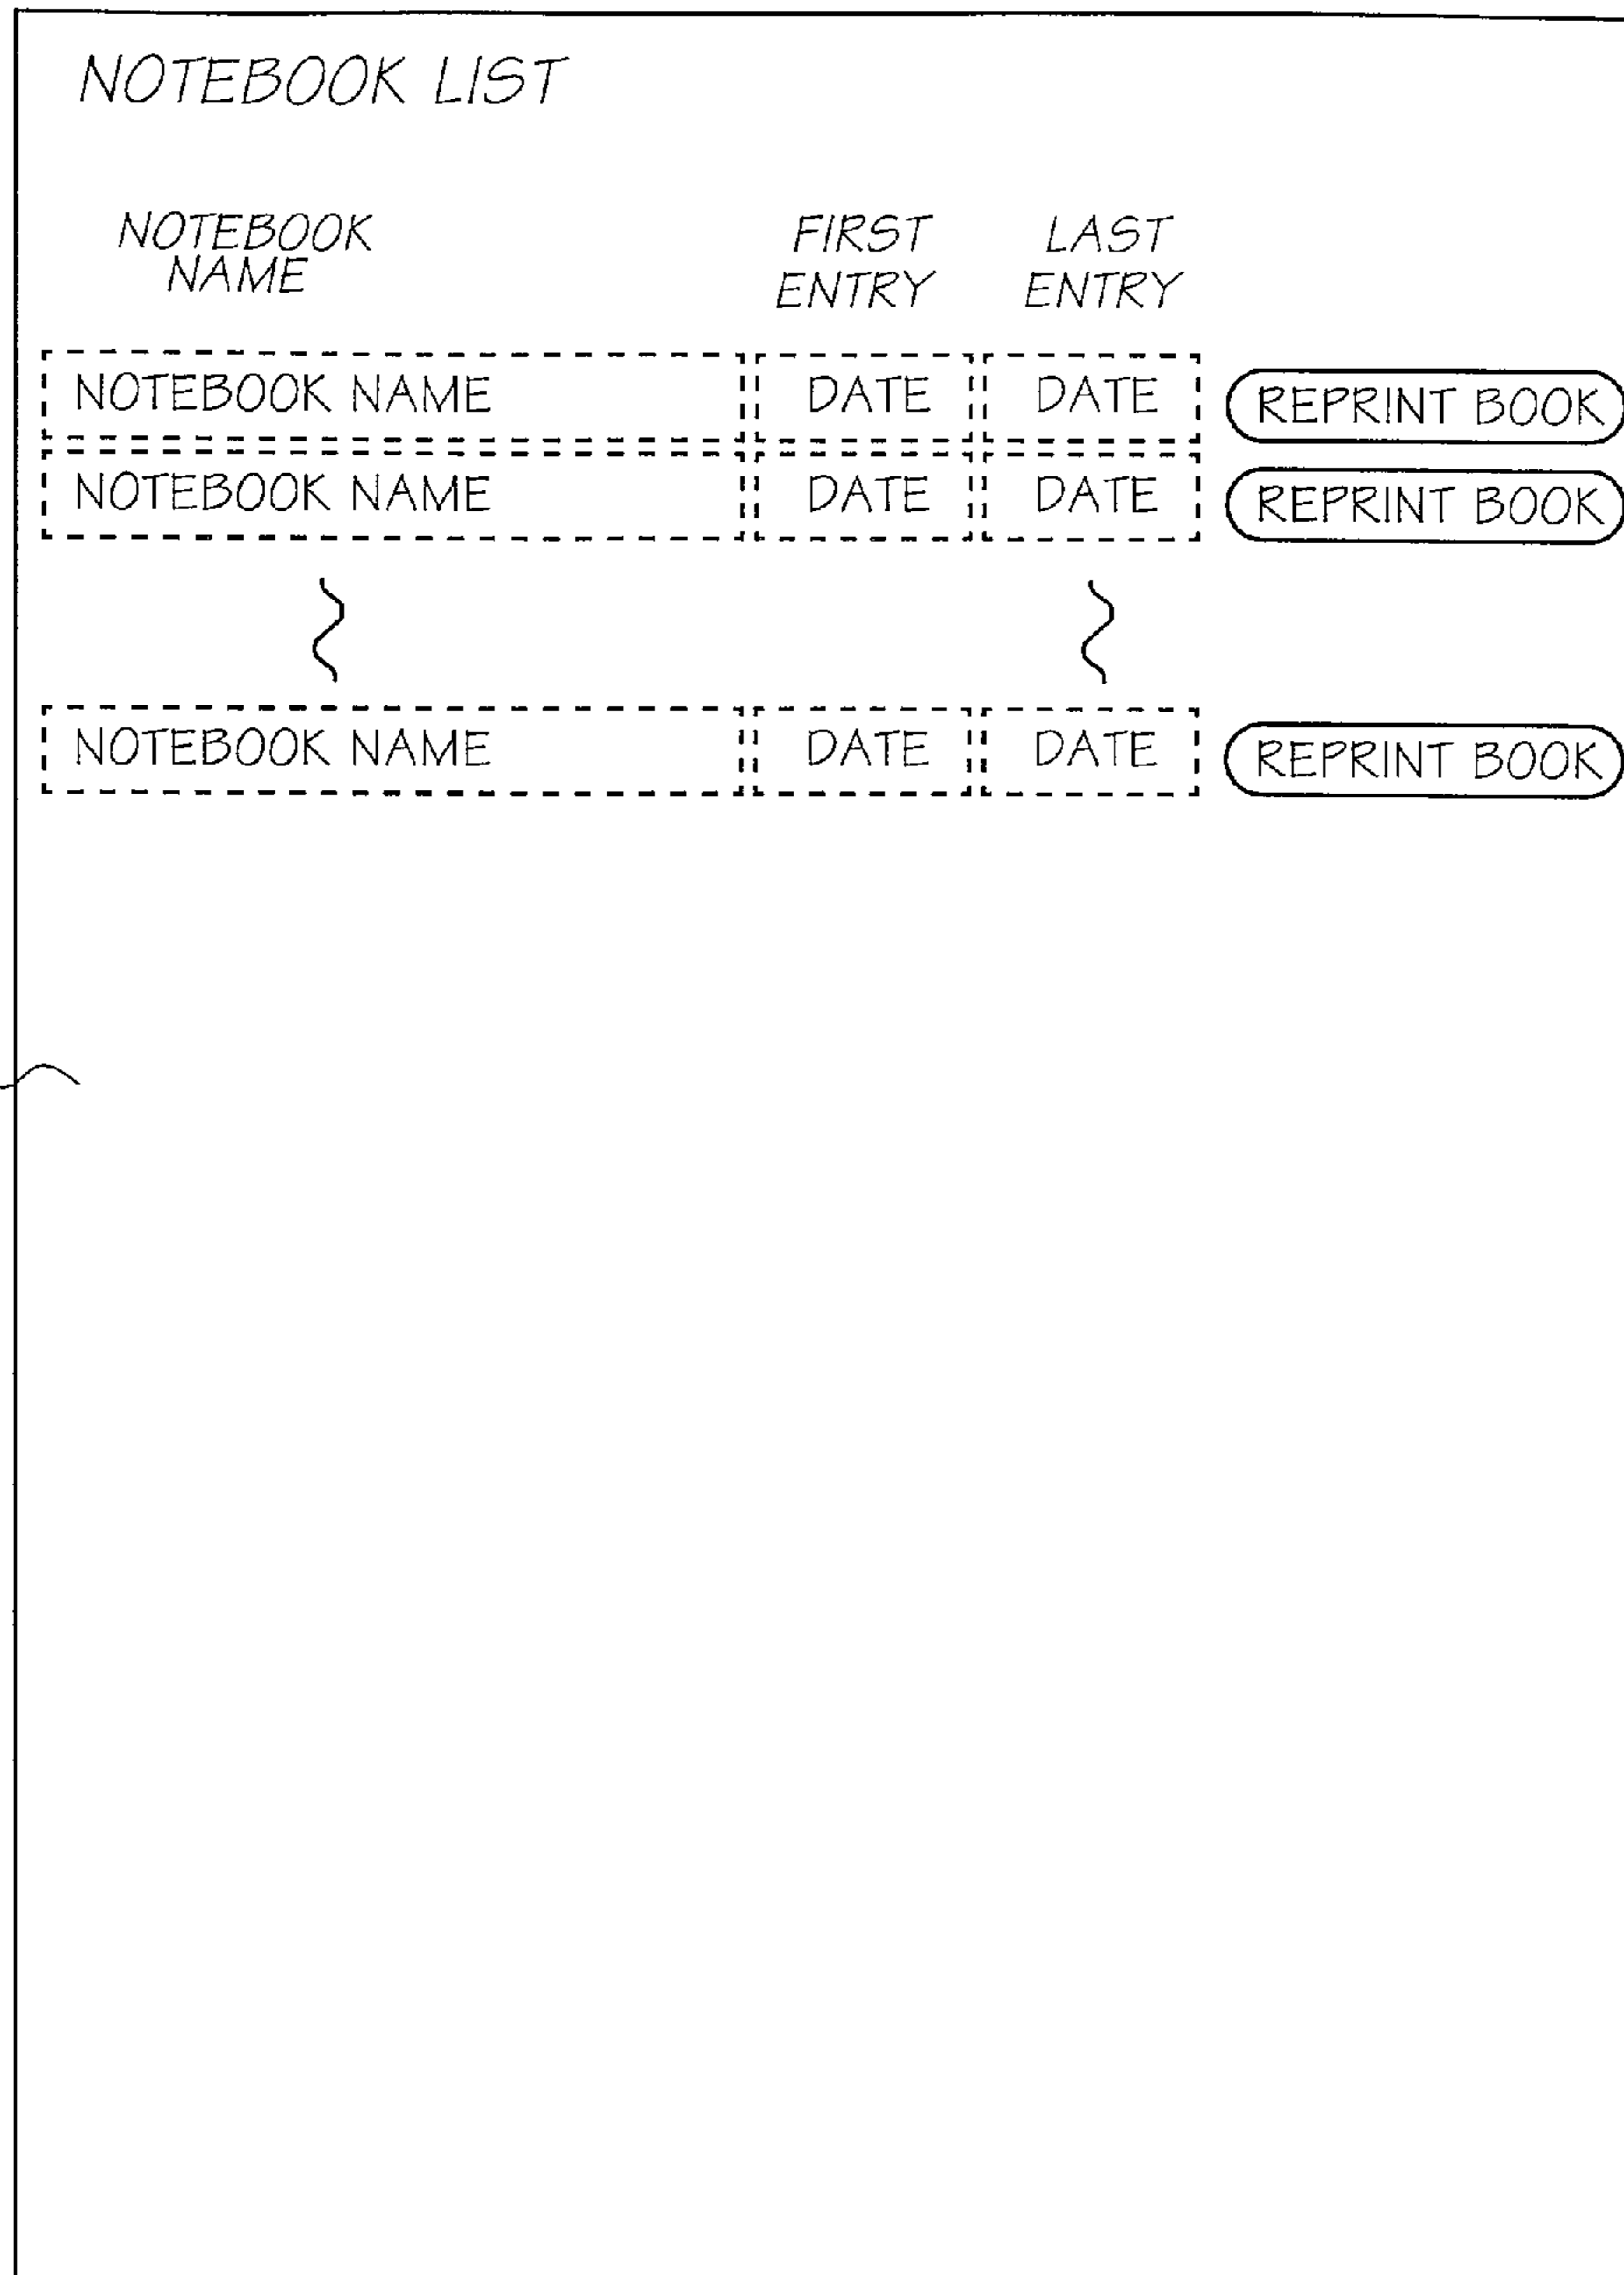 NOTEBOOK LIST
NOTEBOOK NAME
FIRST ENTRY
LAST ENTRY
NOTEBOOK NAME DATE DATE REPRINT BOOK
NOTEBOOK NAME DATE DATE REPRINT BOOK
NOTEBOOK NAME DATE DATE REPRINT BOOK